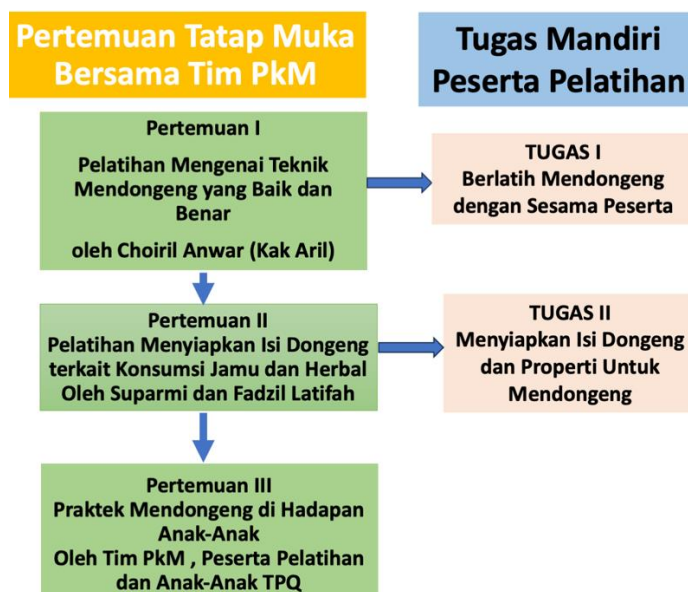 Pertemuan Tatap Muka
Bersama Tim PkM
Tugas Mandiri
Peserta Pelatihan
Pertemuan I
Pelatihan Mengenai Teknik
Mendongeng yang Baik dan
Benar
oleh Choiril Anwar (Kak Aril)
TUGAS I
Berlatih Mendongeng
dengan Sesama Peserta
Pertemuan II
Pelatihan Menyiapkan Isi Dongeng
terkait Konsumsi Jamu dan Herbal
Oleh Suparmi dan Fadzil Latifah
TUGAS II
Menyiapkan Isi Dongeng
dan Properti Untuk
Mendongeng
Pertemuan III
Praktek Mendongeng di Hadapan
Anak-Anak
Oleh Tim PkM , Peserta Pelatihan
dan Anak-Anak TPQ